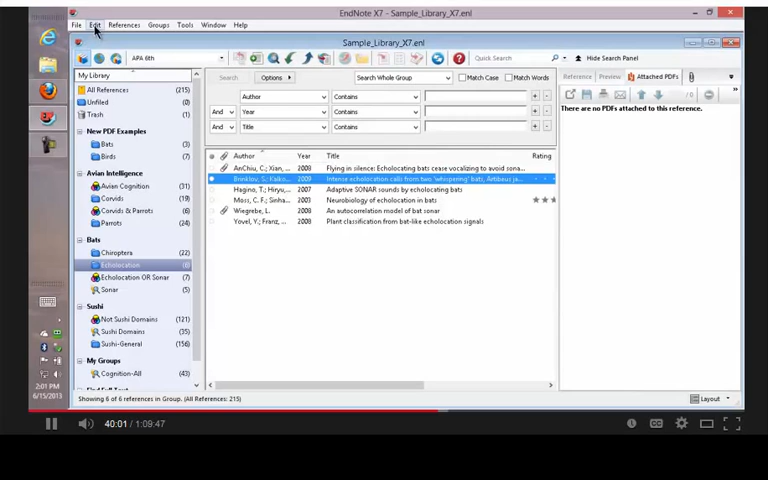 EndNote X7 - Sample_Library_X7.enl
File Edit References Groups Tools Window Help
Sample_Library_X7.enl
APA 6th
Quick Search
Hide Search Panel
My Library
All References (215)
Unfiled (0)
Trash (0)
New PDF Examples
Bats (3)
Birds (7)
Avian Intelligence
Avian Cognition (31)
Corvids (4)
Corvids & Parrots (6)
Parrots (24)
Bats
Chiroptera (22)
Echolocation (6)
Echolocation OR Sonar (7)
Sonar (5)
Sushi
Not Sushi Domains (121)
Sushi Domains (35)
Sushi-General (156)
My Groups
Cognition-All (43)
Search Options Search Whole Group Match Case Match Words
Author Contains
And Year Contains
And Title Contains
Author Year Title Rating
AnChiu, C.; Xian,... 2008 Flying in silence: Echolocating bats cease vocalizing to avoid sona...
Brinklov, S.; Kalko... 2009 Intense echolocation calls from two 'whispering' bats, Artibeus ja...
Hagino, T.; Hiryu,... 2007 Adaptive SONAR sounds by echolocating bats
Moss, C. F.; Sinha... 2003 Neurobiology of echolocation in bats
Wiegrebe, L. 2008 An autocorrelation model of bat sonar
Yovel, Y.; Franz, ... 2008 Plant classification from bat-like echolocation signals
Reference Preview Attached PDFs
There are no PDFs attached to this reference.
Showing 6 of 6 references in Group. (All References: 215)
Layout
2:01 PM
6/15/2013
40:01 / 1:09:47